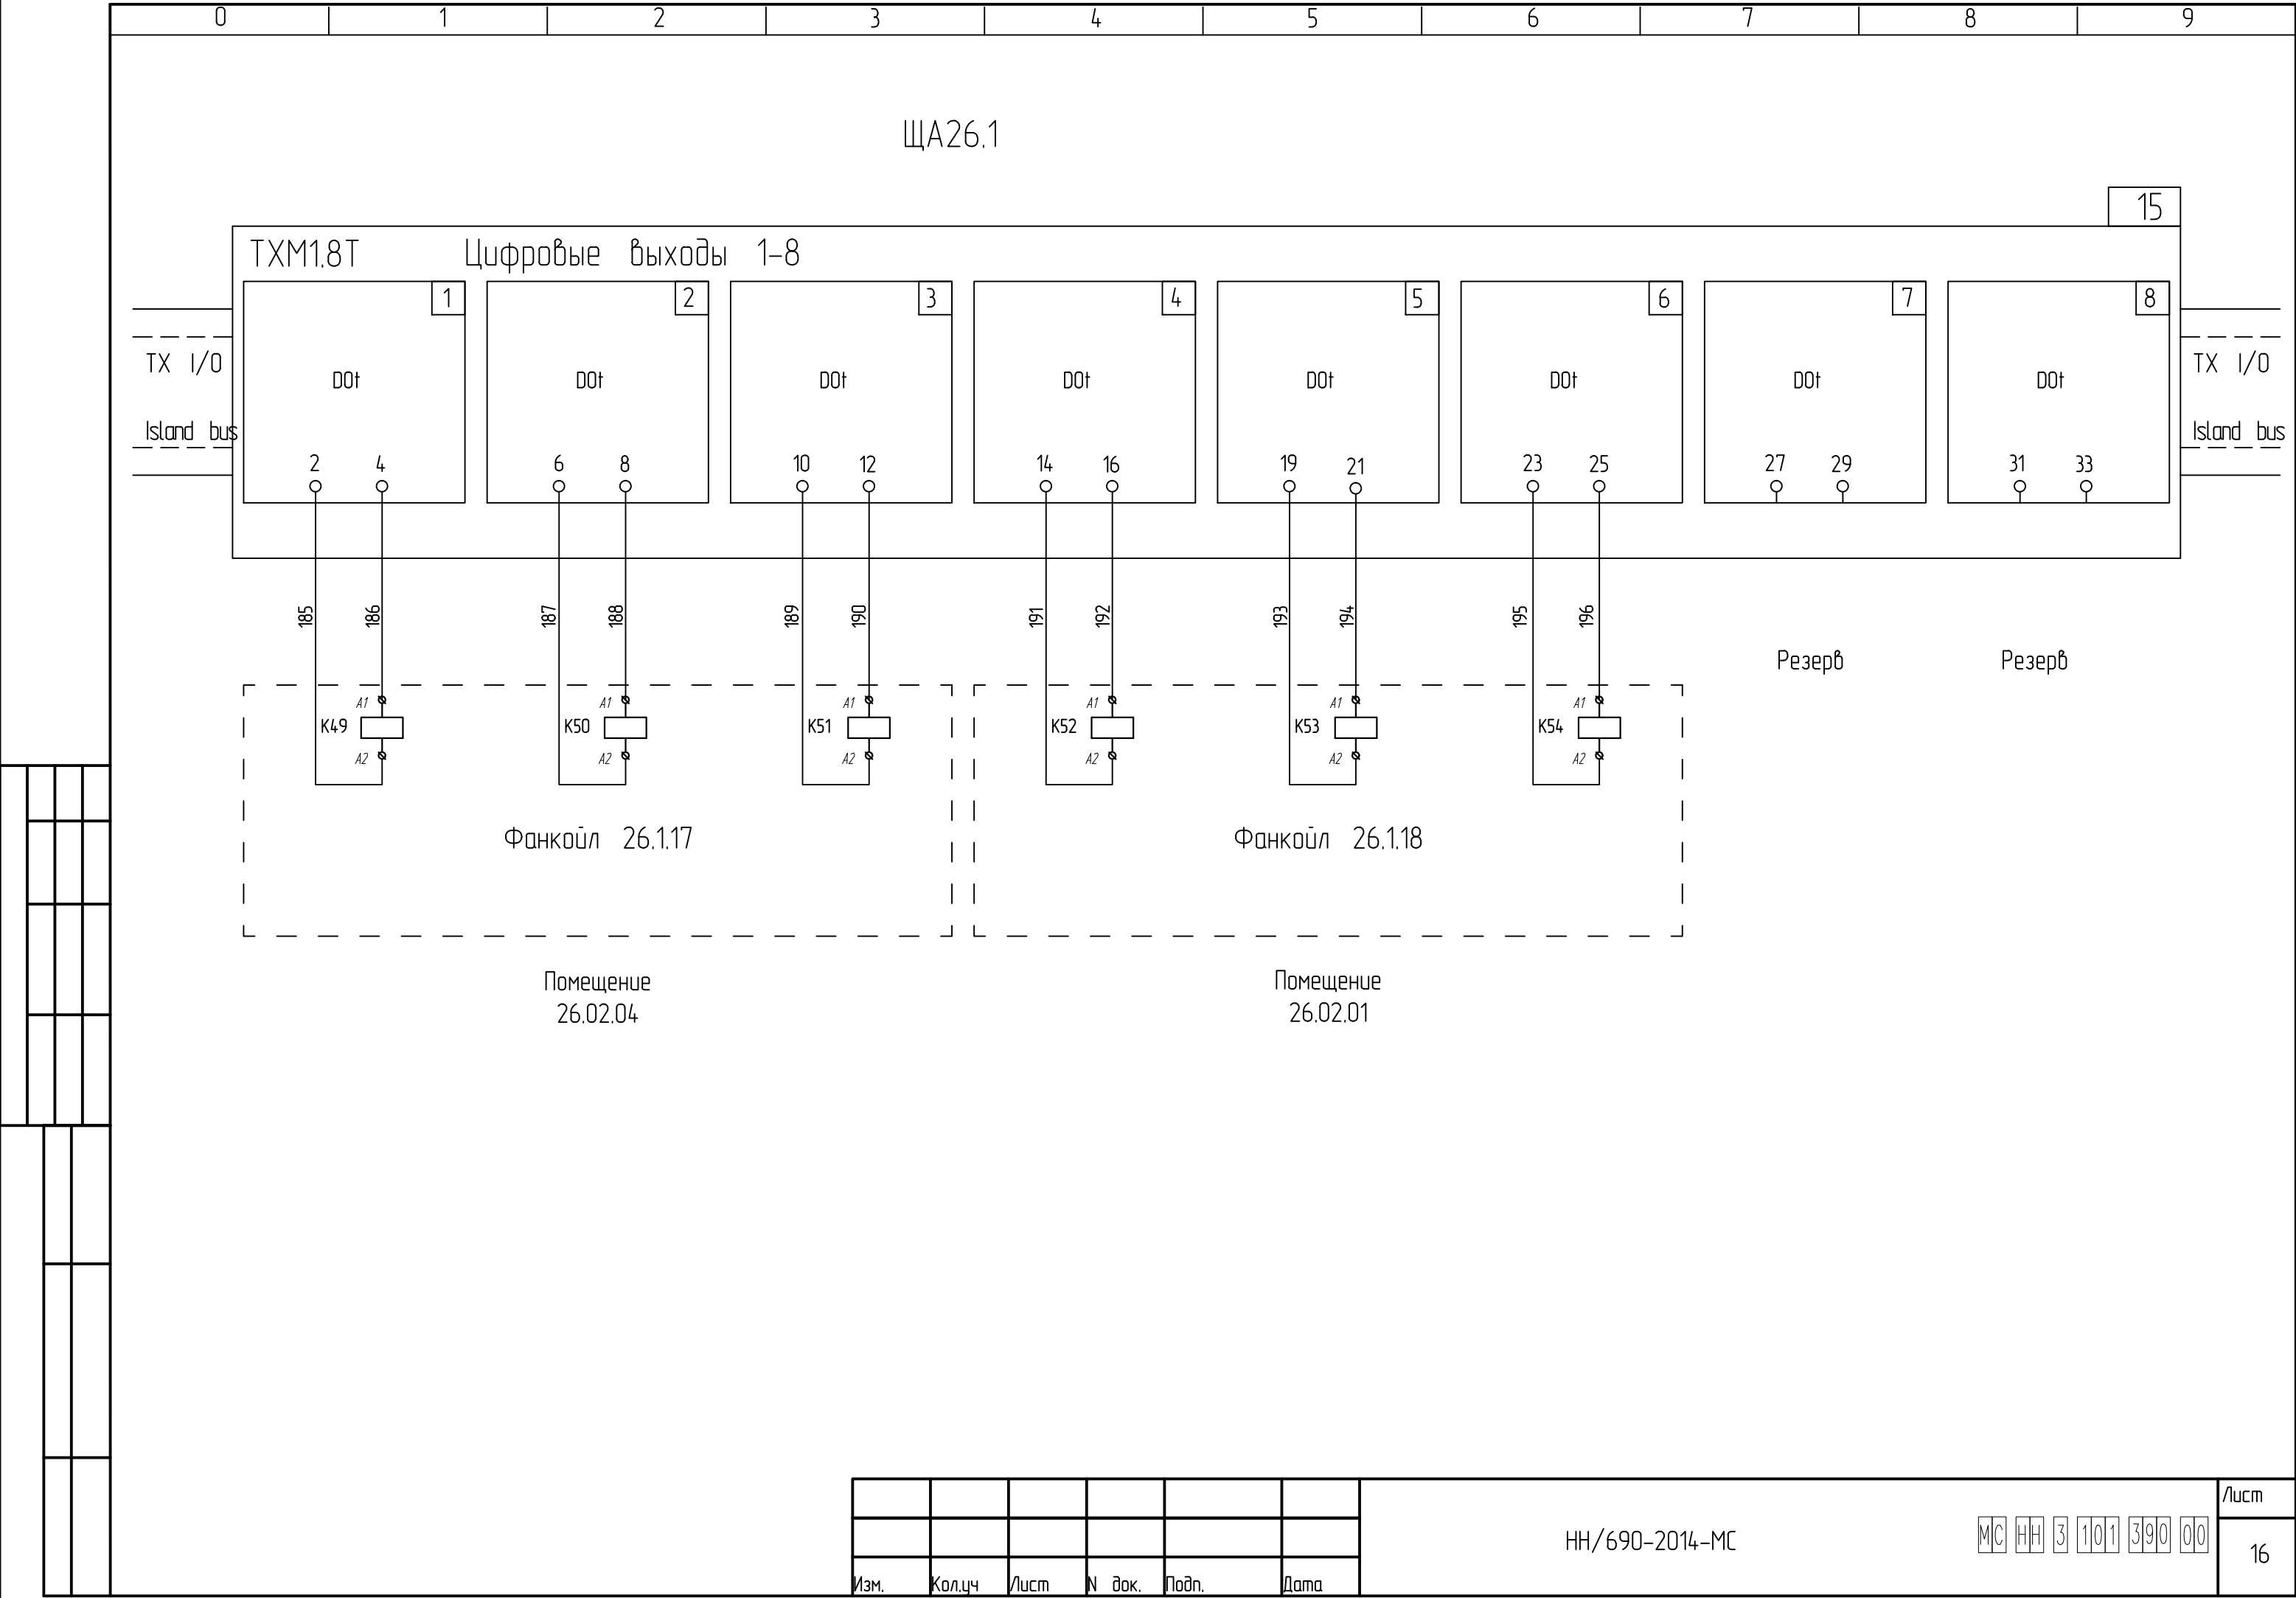 0 1 2 3 4 5 6 7 8 9
ЩА26.1
15
TXM1.8T Цифровые выходы 1-8
1 2 3 4 5 6 7 8
TX I/O DOt DOt DOt DOt DOt DOt DOt DOt TX I/O
Island bus Island bus
2 4 6 8 10 12 14 16 19 21 23 25 27 29 31 33
185 186 187 188 189 190 191 192 193 194 195 196
Резерв Резерв
A1 A1 A1 A1 A1 A1
K49 K50 K51 K52 K53 K54
A2 A2 A2 A2 A2 A2
Фанкойл 26.1.17 Фанкойл 26.1.18
Помещение Помещение
26.02.04 26.02.01
Лист
НН/690-2014-МС МС НН 3 101 390 00
16
Изм. Кол.уч Лист N док. Подп. Дата